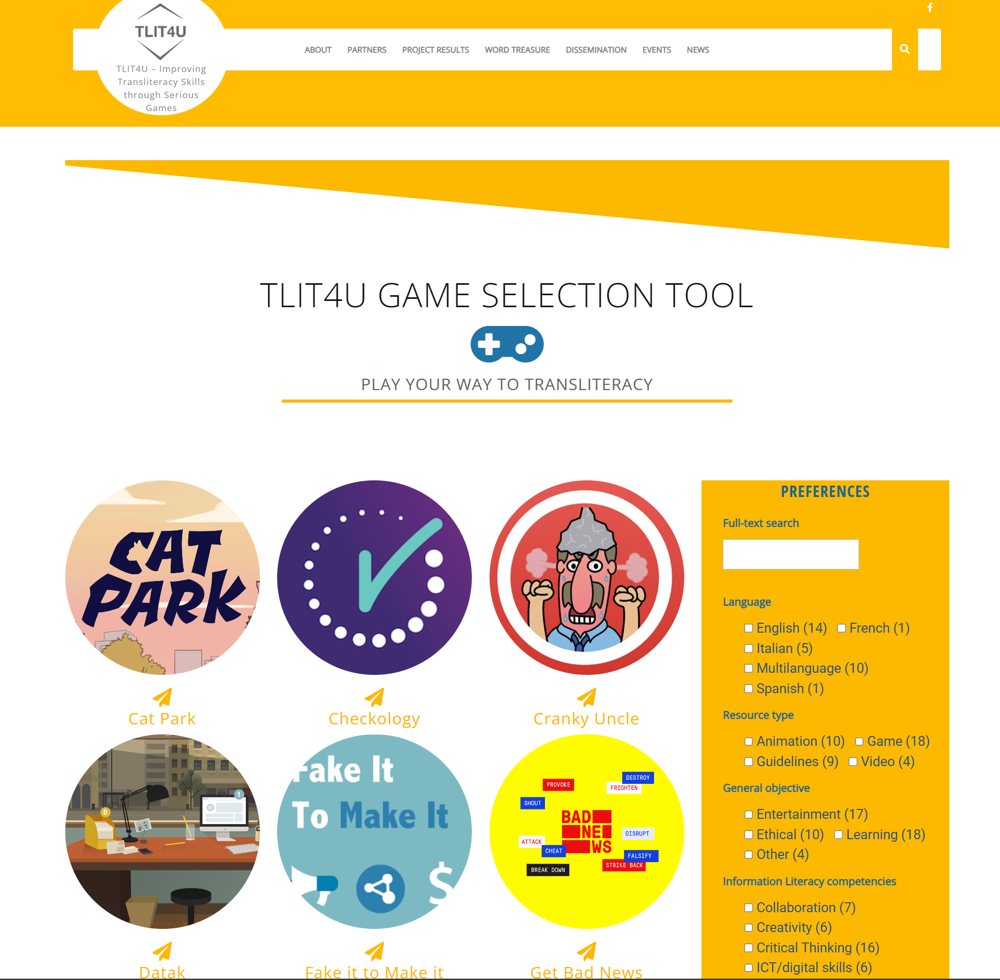 TLIT4U
TLIT4U – Improving
Transliteracy Skills
through Serious
Games
ABOUT PARTNERS PROJECT RESULTS WORD TREASURE DISSEMINATION EVENTS NEWS
TLIT4U GAME SELECTION TOOL
PLAY YOUR WAY TO TRANSLITERACY
CAT
PARK
Cat Park
Checkology
Cranky Uncle
0
1
Datak
Fake It
To Make It
$
Fake it to Make it
PROVOKE
DESTROY
FRIGHTEN
SHOUT
BAD
NE
WS
DISRUPT
ATTACK
CHEAT
FALSIFY
STRIKE BACK
BREAK DOWN
Get Bad News
PREFERENCES
Full-text search
Language
English (14) French (1)
Italian (5)
Multilanguage (10)
Spanish (1)
Resource type
Animation (10) Game (18)
Guidelines (9) Video (4)
General objective
Entertainment (17)
Ethical (10) Learning (18)
Other (4)
Information Literacy competencies
Collaboration (7)
Creativity (6)
Critical Thinking (16)
ICT/digital skills (6)